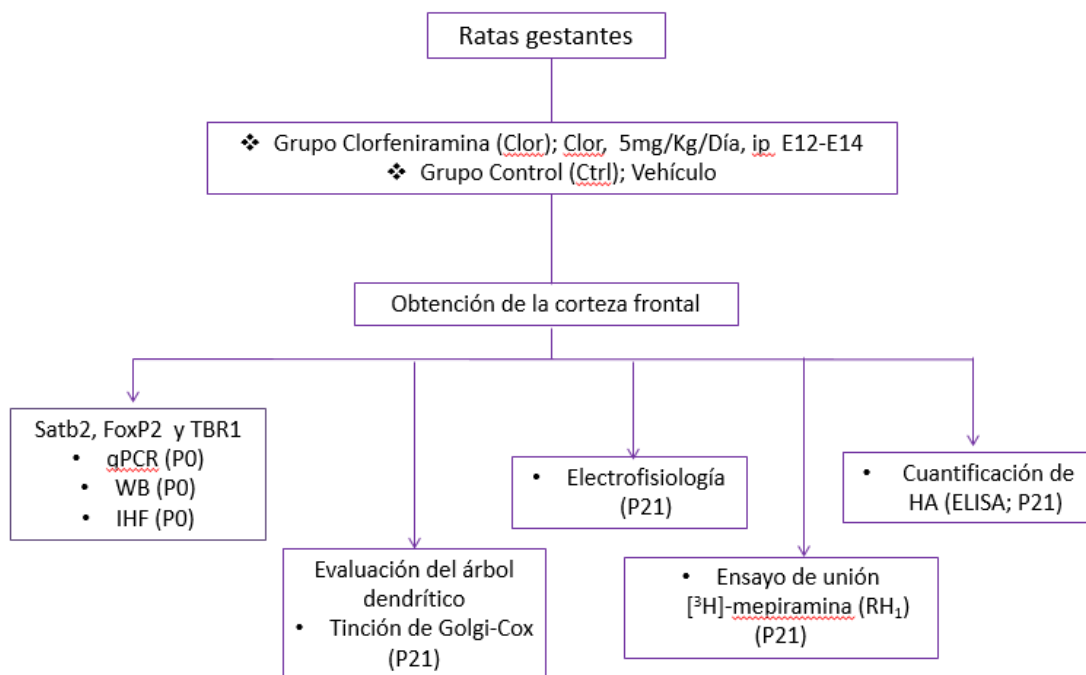 Ratas gestantes
❖ Grupo Clorfeniramina (Clor); Clor, 5mg/Kg/Día, ip E12-E14
❖ Grupo Control (Ctrl); Vehículo
Obtención de la corteza frontal
Satb2, FoxP2 y TBR1
• qPCR (P0)
• WB (P0)
• IHF (P0)
Evaluación del árbol
dendrítico
• Tinción de Golgi-Cox
(P21)
• Electrofisiología
(P21)
• Ensayo de unión
[³H]-mepiramina (RH₁)
(P21)
• Cuantificación de
HA (ELISA; P21)